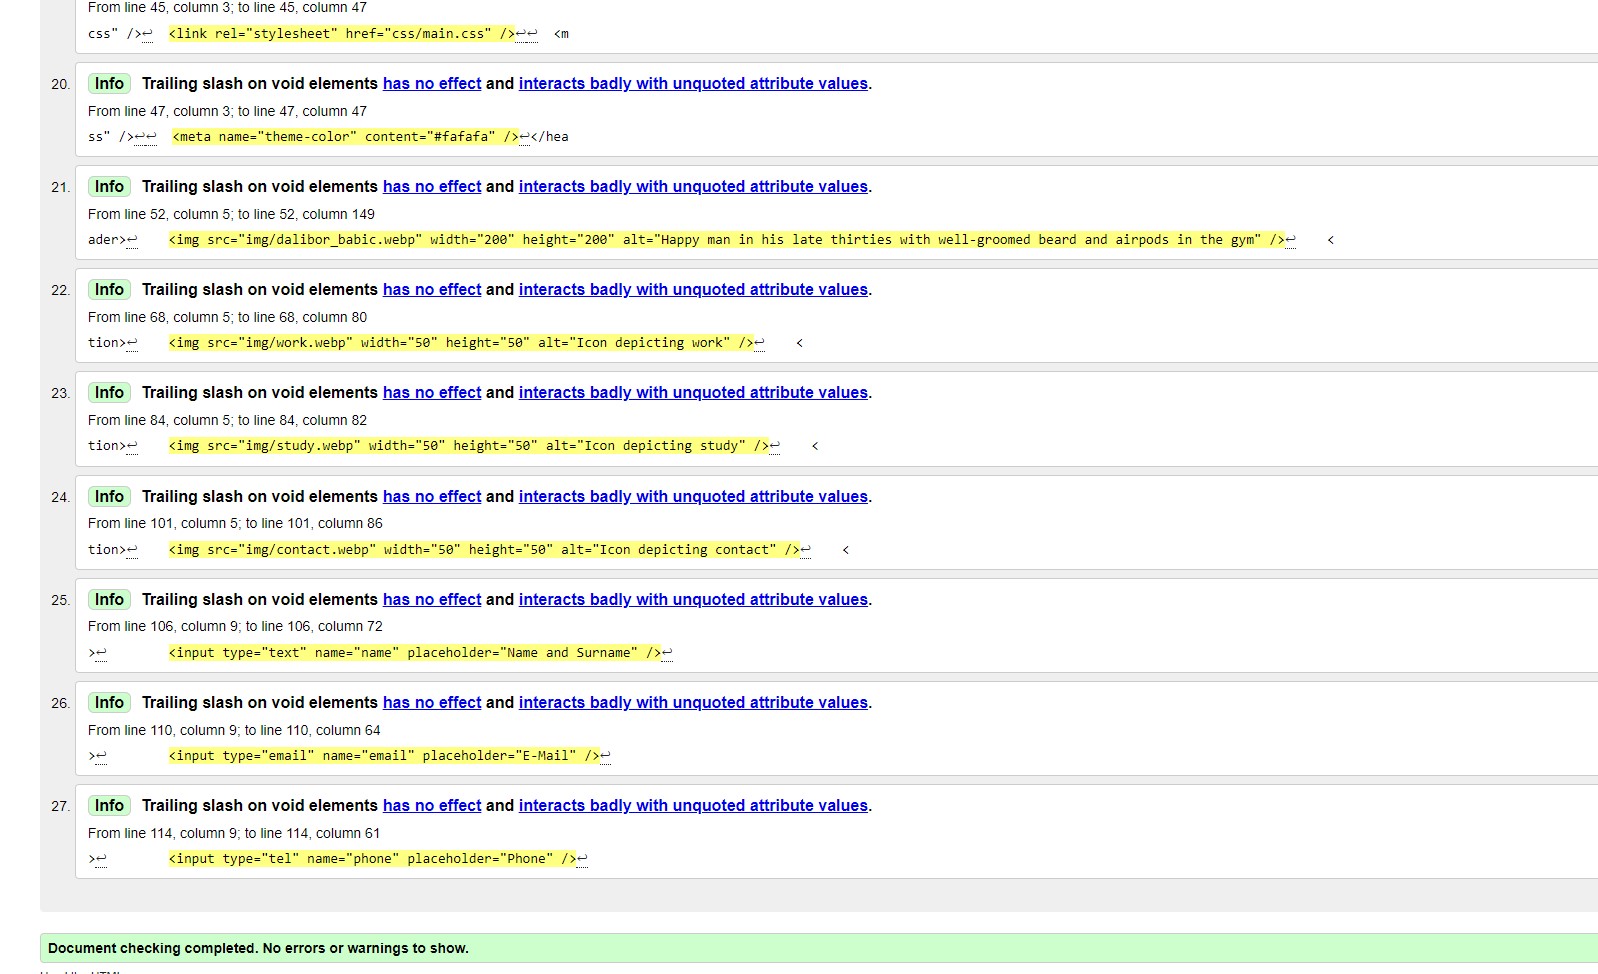 From line 45, column 3; to line 45, column 47
css" />↩ <link rel="stylesheet" href="css/main.css" />↩↩ <m
20. Info Trailing slash on void elements has no effect and interacts badly with unquoted attribute values.
From line 47, column 3; to line 47, column 47
ss" />↩↩ <meta name="theme-color" content="#fafafa" />↩</hea
21. Info Trailing slash on void elements has no effect and interacts badly with unquoted attribute values.
From line 52, column 5; to line 52, column 149
ader>↩ <img src="img/dalibor_babic.webp" width="200" height="200" alt="Happy man in his late thirties with well-groomed beard and airpods in the gym" />↩ <
22. Info Trailing slash on void elements has no effect and interacts badly with unquoted attribute values.
From line 68, column 5; to line 68, column 80
tion>↩ <img src="img/work.webp" width="50" height="50" alt="Icon depicting work" />↩ <
23. Info Trailing slash on void elements has no effect and interacts badly with unquoted attribute values.
From line 84, column 5; to line 84, column 82
tion>↩ <img src="img/study.webp" width="50" height="50" alt="Icon depicting study" />↩ <
24. Info Trailing slash on void elements has no effect and interacts badly with unquoted attribute values.
From line 101, column 5; to line 101, column 86
tion>↩ <img src="img/contact.webp" width="50" height="50" alt="Icon depicting contact" />↩ <
25. Info Trailing slash on void elements has no effect and interacts badly with unquoted attribute values.
From line 106, column 9; to line 106, column 72
>↩ <input type="text" name="name" placeholder="Name and Surname" />↩
26. Info Trailing slash on void elements has no effect and interacts badly with unquoted attribute values.
From line 110, column 9; to line 110, column 64
>↩ <input type="email" name="email" placeholder="E-Mail" />↩
27. Info Trailing slash on void elements has no effect and interacts badly with unquoted attribute values.
From line 114, column 9; to line 114, column 61
>↩ <input type="tel" name="phone" placeholder="Phone" />↩
Document checking completed. No errors or warnings to show.